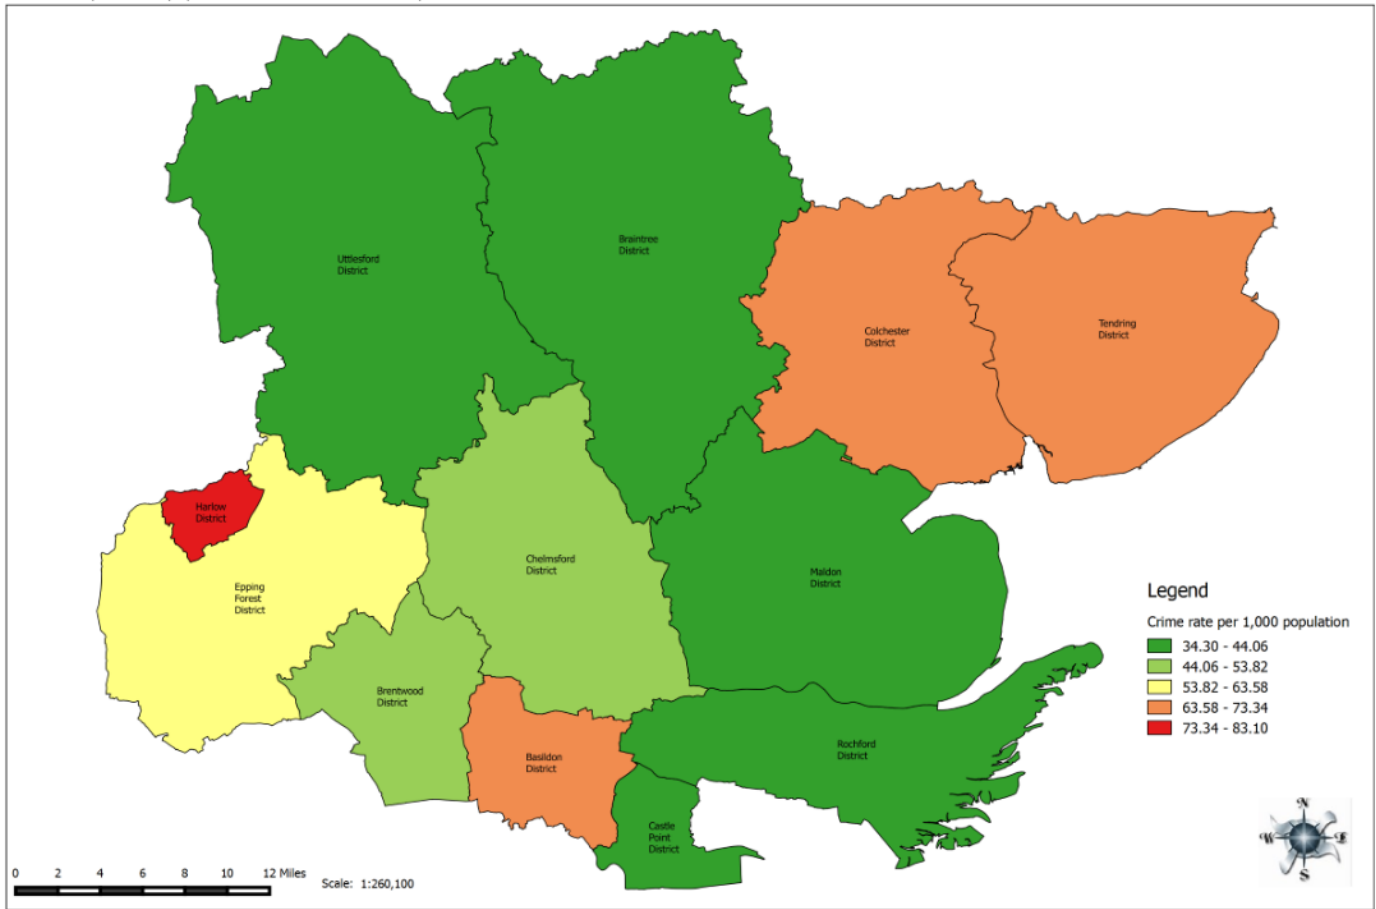 Uttlesford
District
Braintree
District
Colchester
District
Tendring
District
Harlow
District
Epping
Forest
District
Chelmsford
District
Maldon
District
Brentwood
District
Basildon
District
Rochford
District
Castle
Point
District
Legend
Crime rate per 1,000 population
34.30 - 44.06
44.06 - 53.82
53.82 - 63.58
63.58 - 73.34
73.34 - 83.10
N
W E
S
0 2 4 6 8 10 12 Miles
Scale: 1:260,100